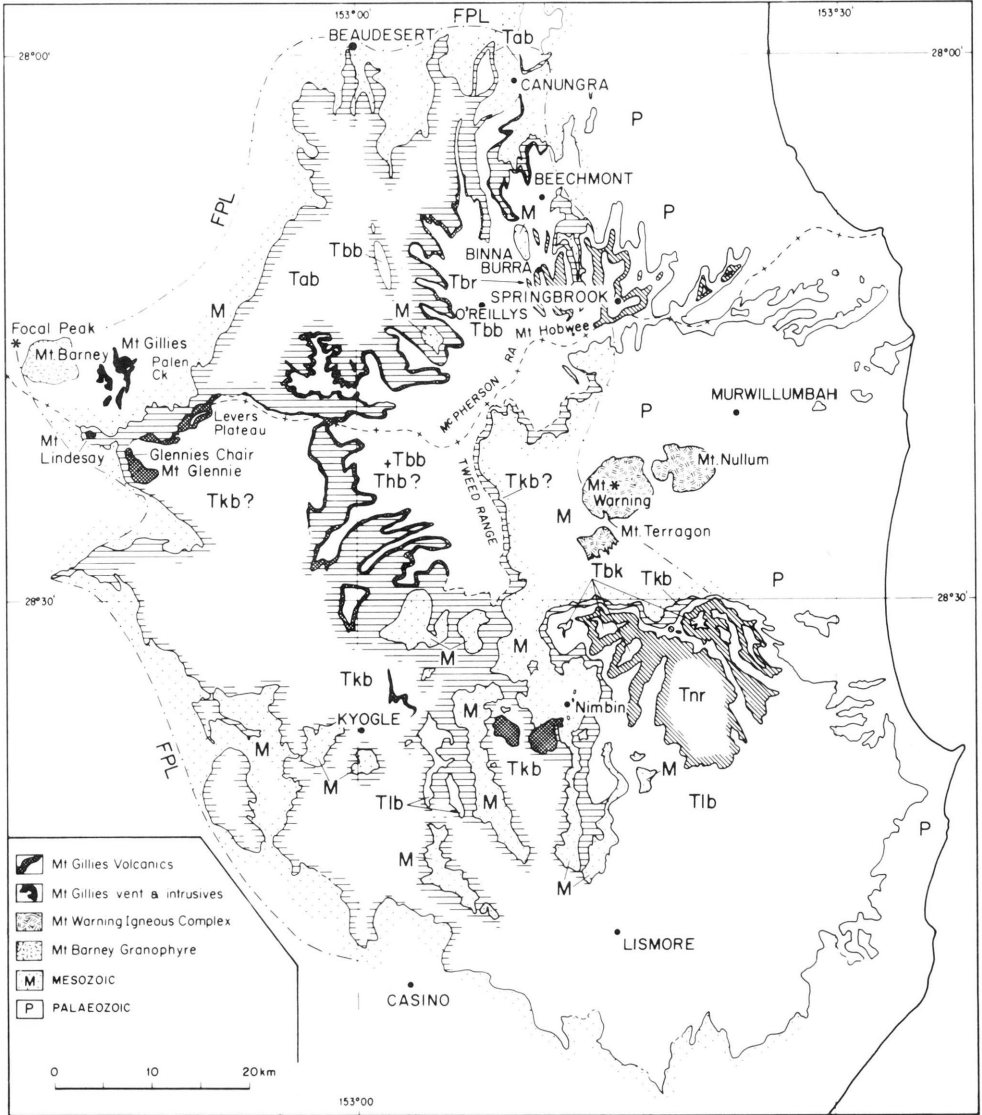 153°00'
FPL
153°30'
BEAUDESERT
28°00'
Tab
28°00'
CANUNGRA
P
BEECHMONT
FPL
M
P
Tbb
BINNA
BURRA
Tab
Tbr
SPRINGBROOK
M
M
O'REILLYS
Tbb
Mt Hobwee
Focal Peak
Mt. Barney
Mt Gillies
Palen
Ck
McPHERSON RA
P
MURWILLUMBAH
Levers
Plateau
Mt
Lindesay
Glennies Chair
Mt Glennie
Tbb
Thb?
TWEED RANGE
Tkb?
Tkb?
Mt. Nullum
Mt.
Warning
M
Mt. Terragon
Tbk
Tkb
P
28°30'
28°30'
M
M
Tkb
M
Nimbin
Tnr
KYOGLE
M
FPL
M
Tkb
M
M
Tlb
M
Tlb
P
M
M
LISMORE
CASINO
Mt Gillies Volcanics
Mt Gillies vent & intrusives
Mt Warning Igneous Complex
Mt Barney Granophyre
M MESOZOIC
P PALAEOZOIC
0 10 20km
153°00